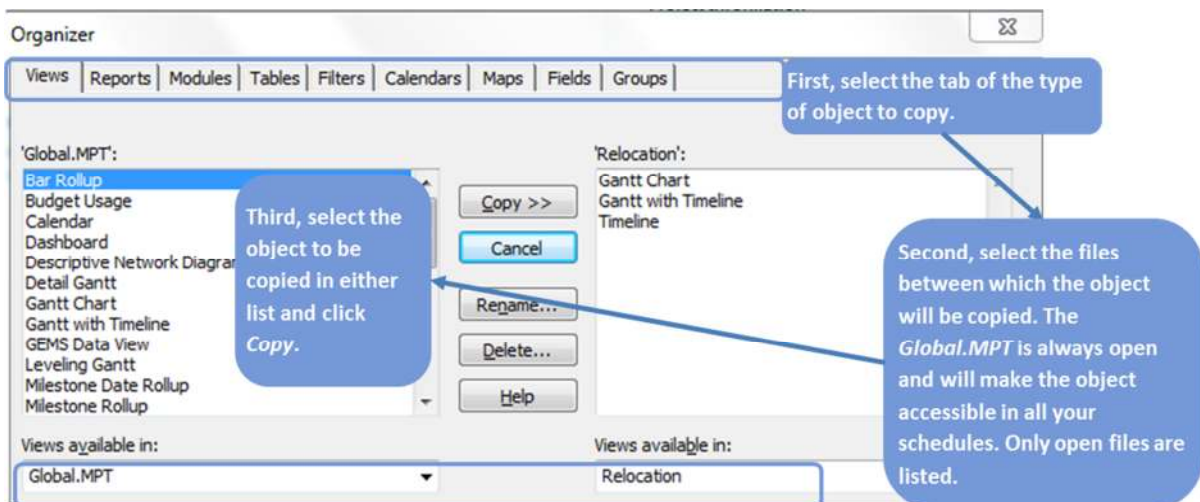 Organizer
Views Reports Modules Tables Filters Calendars Maps Fields Groups
First, select the tab of the type
of object to copy.
'Global.MPT':
Bar Rollup
Budget Usage
Calendar
Dashboard
Descriptive Network Diagram
Detail Gantt
Gantt Chart
Gantt with Timeline
GEMS Data View
Leveling Gantt
Milestone Date Rollup
Milestone Rollup
Third, select the
object to be
copied in either
list and click
Copy.
Copy >>
Cancel
Rename...
Delete...
Help
'Relocation':
Gantt Chart
Gantt with Timeline
Timeline
Second, select the files
between which the object
will be copied. The
Global.MPT is always open
and will make the object
accessible in all your
schedules. Only open files are
listed.
Views available in:
Global.MPT
Views available in:
Relocation